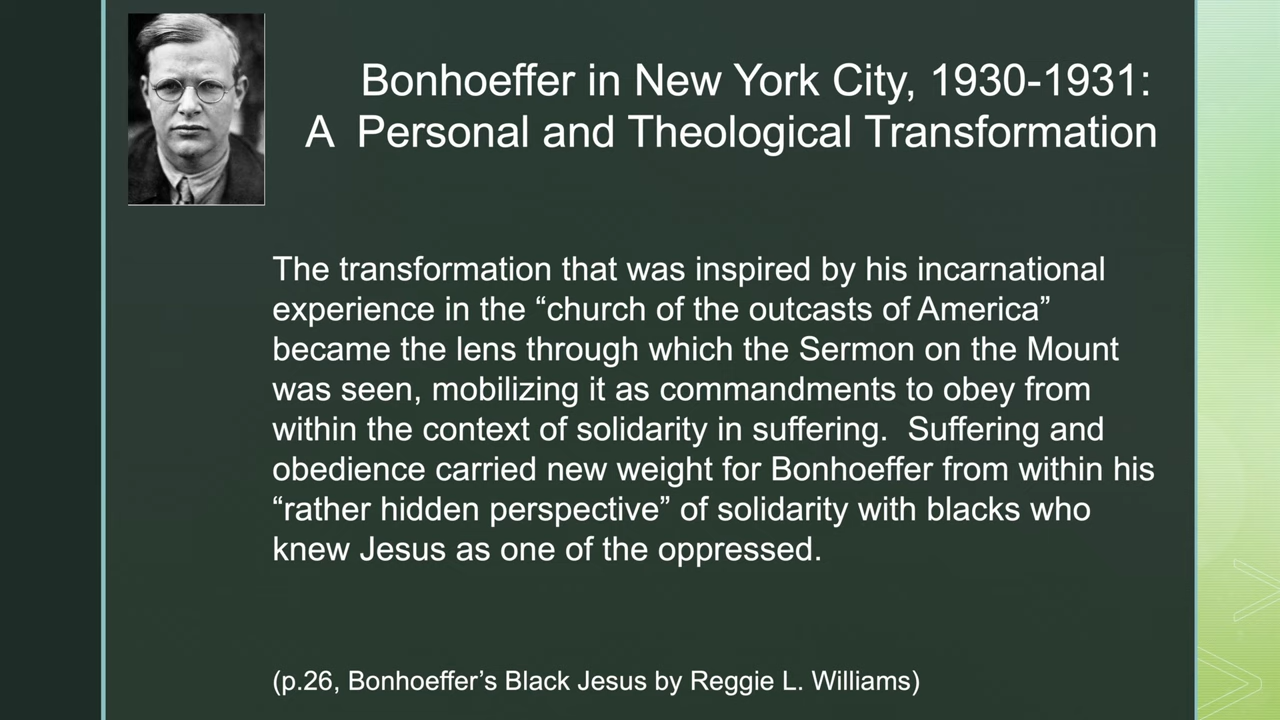 Bonhoeffer in New York City, 1930-1931:
A  Personal and Theological Transformation
The transformation that was inspired by his incarnational
experience in the “church of the outcasts of America”
became the lens through which the Sermon on the Mount
was seen, mobilizing it as commandments to obey from
within the context of solidarity in suffering.  Suffering and
obedience carried new weight for Bonhoeffer from within his
“rather hidden perspective” of solidarity with blacks who
knew Jesus as one of the oppressed.
(p.26, Bonhoeffer’s Black Jesus by Reggie L. Williams)